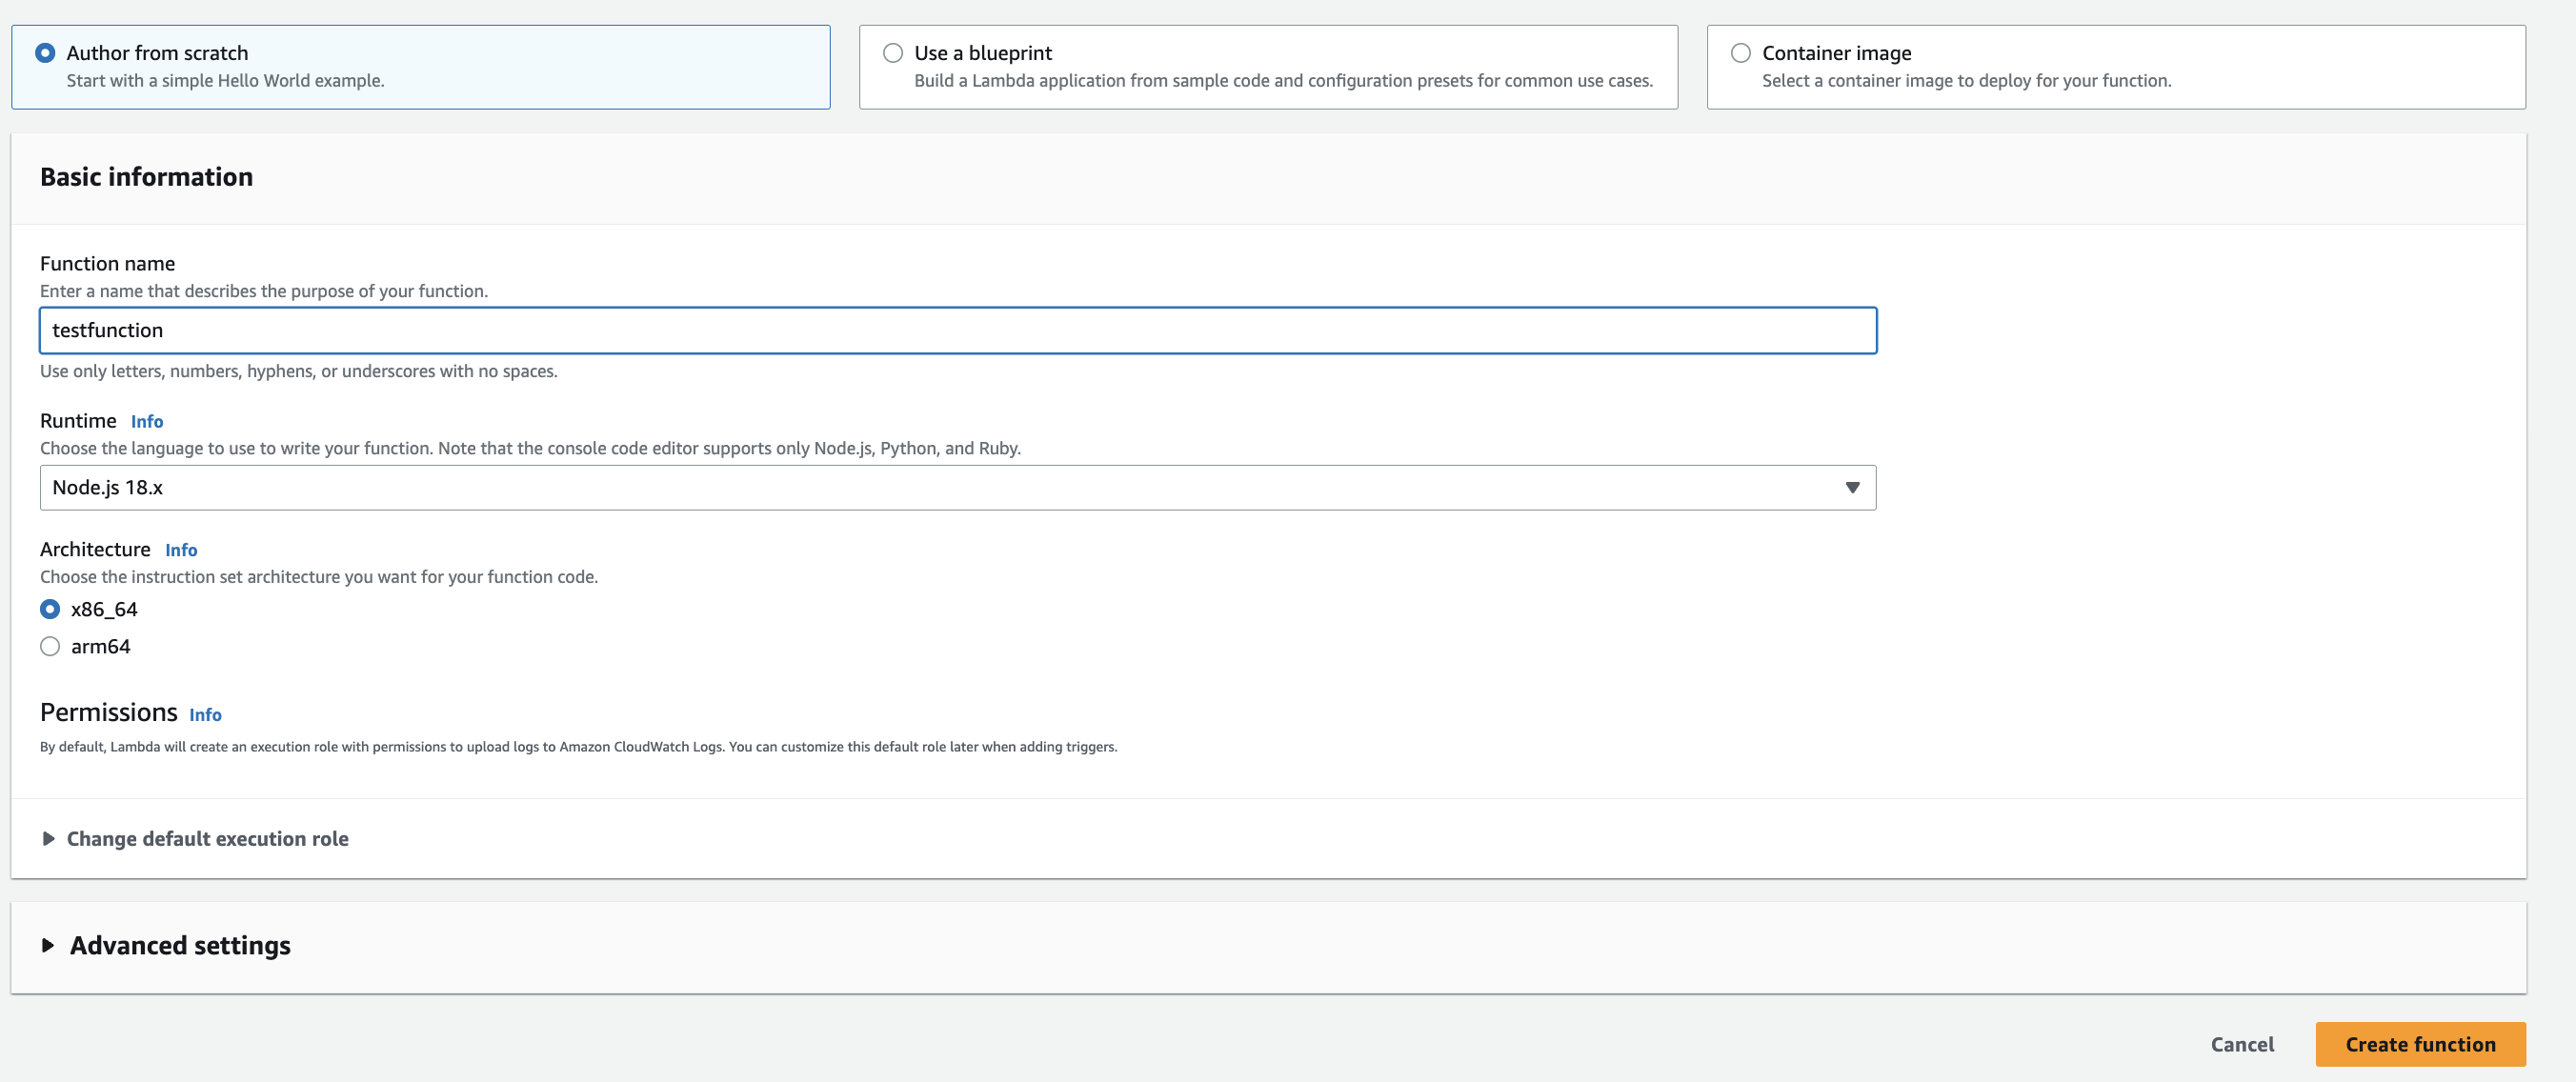 Author from scratch
Start with a simple Hello World example.
Use a blueprint
Build a Lambda application from sample code and configuration presets for common use cases.
Container image
Select a container image to deploy for your function.
Basic information
Function name
Enter a name that describes the purpose of your function.
testfunction
Use only letters, numbers, hyphens, or underscores with no spaces.
Runtime Info
Choose the language to use to write your function. Note that the console code editor supports only Node.js, Python, and Ruby.
Node.js 18.x
Architecture Info
Choose the instruction set architecture you want for your function code.
x86_64
arm64
Permissions Info
By default, Lambda will create an execution role with permissions to upload logs to Amazon CloudWatch Logs. You can customize this default role later when adding triggers.
Change default execution role
Advanced settings
Cancel Create function